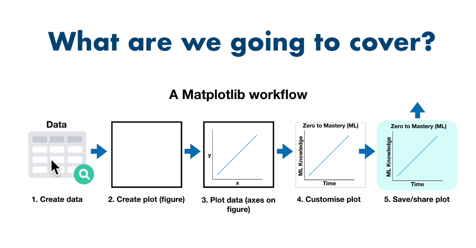 What are we going to cover?
A Matplotlib workflow
Data
1. Create data
2. Create plot (figure)
y
x
3. Plot data (axes on
figure)
Zero to Mastery (ML)
ML Knowledge
Time
4. Customise plot
Zero to Mastery (ML)
ML Knowledge
Time
5. Save/share plot